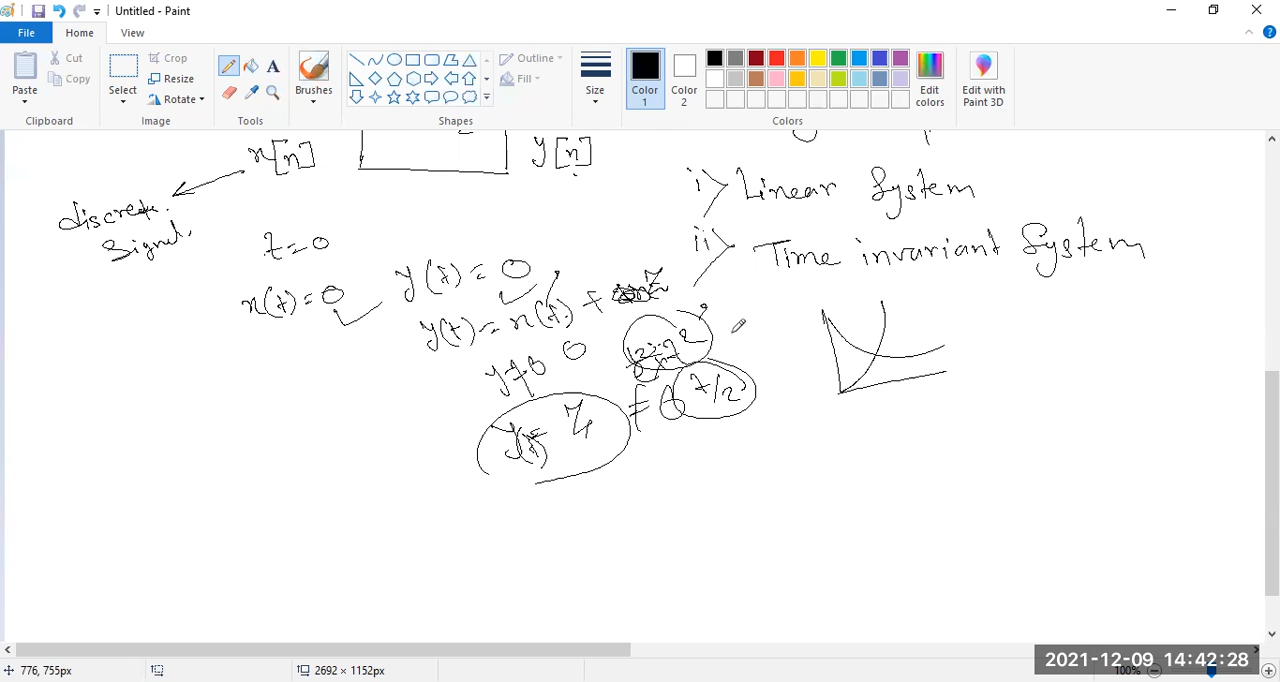 Untitled - Paint
File
Home
View
Paste
Cut
Copy
Clipboard
Select
Crop
Resize
Rotate
Image
A
Tools
Brushes
Outline
Fill
Shapes
Size
Color 1
Color 2
Edit colors
Edit with Paint 3D
Colors
x[n]
y[n]
discrete
Signal.
t=0
x(t)=0
y(t)=0
y(t)=x(t)+
i> Linear System
ii> Time invariant System
776, 755px
2692 × 1152px
100%
2021-12-09 14:42:28